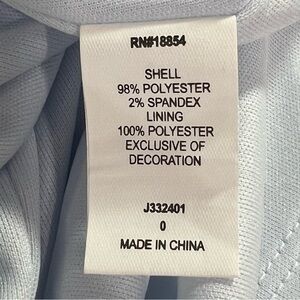 RN#18854
SHELL
98% POLYESTER
2% SPANDEX
LINING
100% POLYESTER
EXCLUSIVE OF
DECORATION
J332401
0
MADE IN CHINA